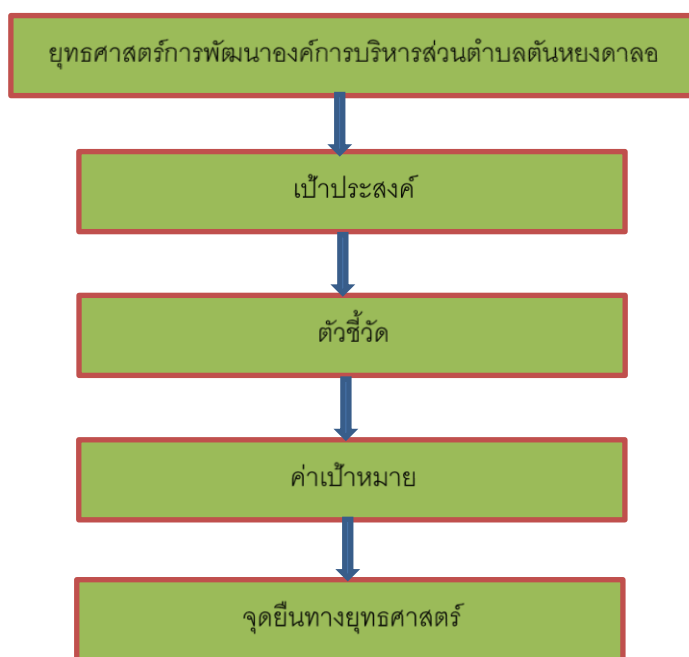 ยุทธศาสตร์การพัฒนาองค์การบริหารส่วนตำบลตันหยงดาลอ
เป้าประสงค์
ตัวชี้วัด
ค่าเป้าหมาย
จุดยืนทางยุทธศาสตร์